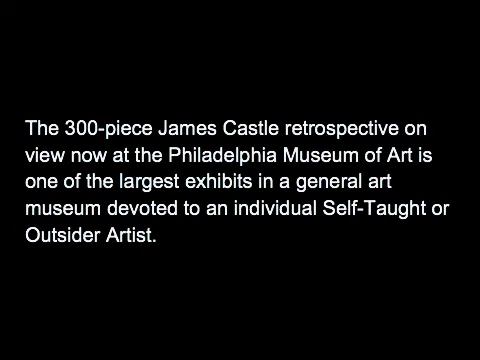 The 300-piece James Castle retrospective on
view now at the Philadelphia Museum of Art is
one of the largest exhibits in a general art
museum devoted to an individual Self-Taught or
Outsider Artist.